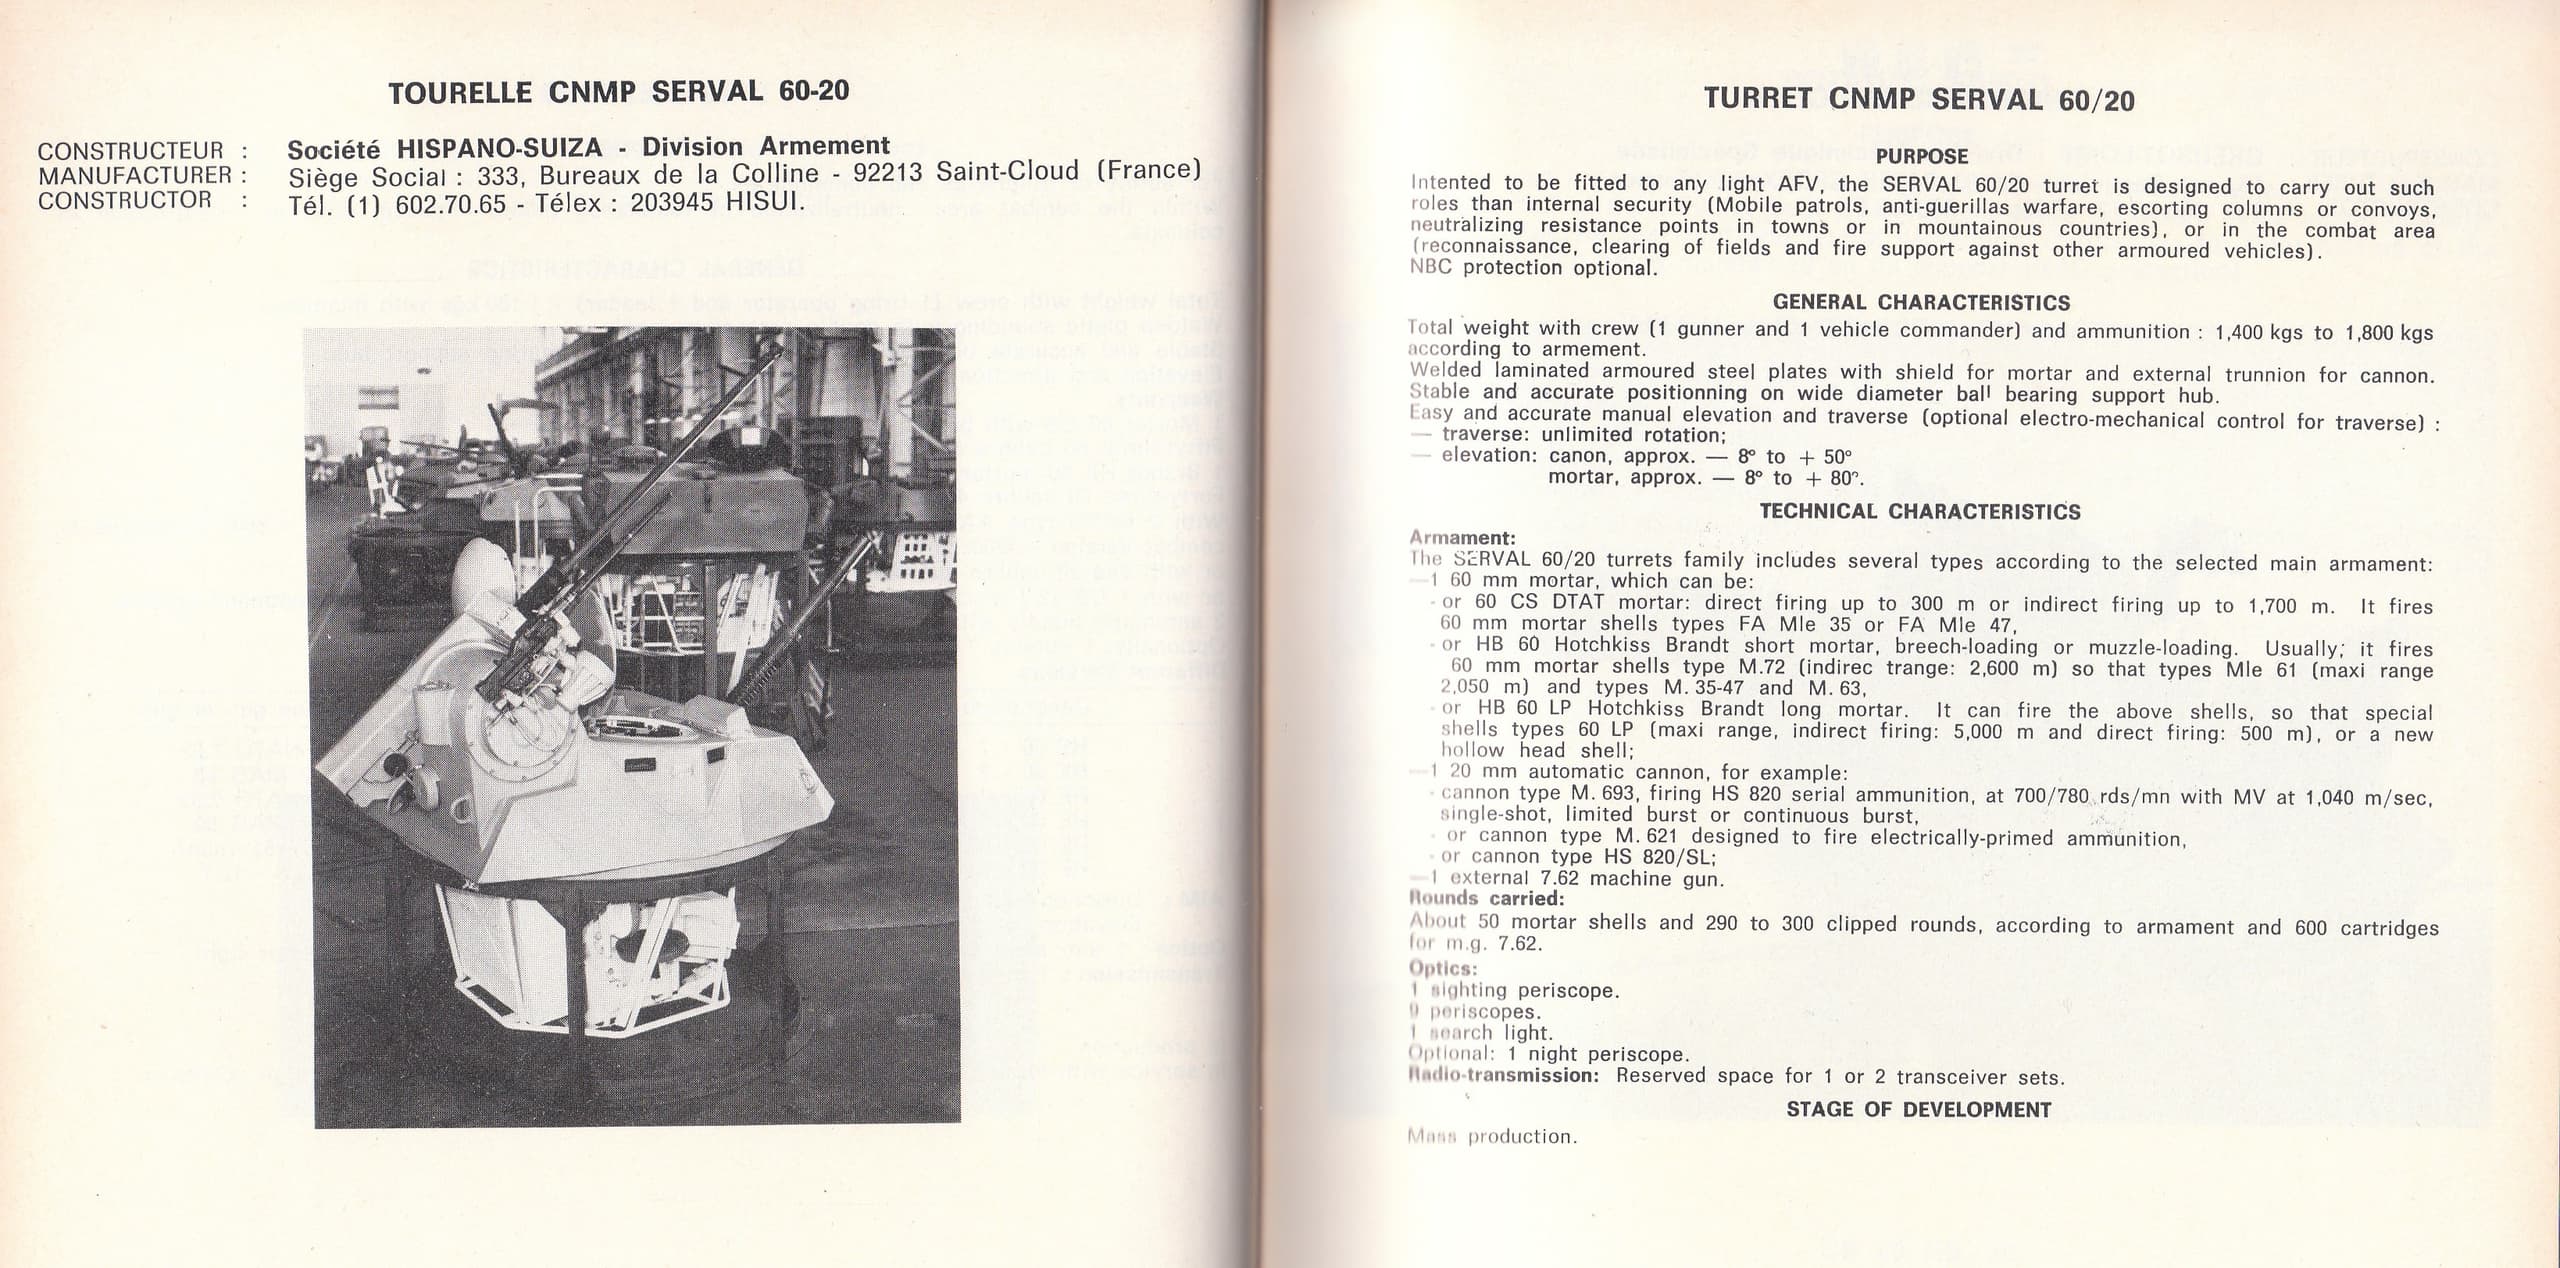 TOURELLE CNMP SERVAL 60-20
CONSTRUCTEUR : Société HISPANO-SUIZA - Division Armement
MANUFACTURER : Siège Social : 333, Bureaux de la Colline - 92213 Saint-Cloud (France)
CONSTRUCTOR : Tél. (1) 602.70.65 - Télex : 203945 HISUI.
TURRET CNMP SERVAL 60/20
PURPOSE
Intented to be fitted to any light AFV, the SERVAL 60/20 turret is designed to carry out such
roles than internal security (Mobile patrols, anti-guerillas warfare, escorting columns or convoys,
neutralizing resistance points in towns or in mountainous countries), or in the combat area
(reconnaissance, clearing of fields and fire support against other armoured vehicles).
NBC protection optional.
GENERAL CHARACTERISTICS
Total weight with crew (1 gunner and 1 vehicle commander) and ammunition : 1,400 kgs to 1,800 kgs
according to armement.
Welded laminated armoured steel plates with shield for mortar and external trunnion for cannon.
Stable and accurate positionning on wide diameter ball bearing support hub.
Easy and accurate manual elevation and traverse (optional electro-mechanical control for traverse) :
— traverse: unlimited rotation;
— elevation: canon, approx. — 8° to + 50°
mortar, approx. — 8° to + 80°.
TECHNICAL CHARACTERISTICS
Armament:
The SERVAL 60/20 turrets family includes several types according to the selected main armament:
— 1 60 mm mortar, which can be:
- or 60 CS DTAT mortar: direct firing up to 300 m or indirect firing up to 1,700 m. It fires
60 mm mortar shells types FA Mle 35 or FA Mle 47,
- or HB 60 Hotchkiss Brandt short mortar, breech-loading or muzzle-loading. Usually; it fires
60 mm mortar shells type M.72 (indirec trange: 2,600 m) so that types Mle 61 (maxi range
2,050 m) and types M. 35-47 and M. 63,
- or HB 60 LP Hotchkiss Brandt long mortar. It can fire the above shells, so that special
shells types 60 LP (maxi range, indirect firing: 5,000 m and direct firing: 500 m), or a new
hollow head shell;
— 1 20 mm automatic cannon, for example:
- cannon type M. 693, firing HS 820 serial ammunition, at 700/780 rds/mn with MV at 1,040 m/sec,
single-shot, limited burst or continuous burst,
- or cannon type M. 621 designed to fire electrically-primed ammunition,
- or cannon type HS 820/SL;
— 1 external 7.62 machine gun.
Rounds carried:
About 50 mortar shells and 290 to 300 clipped rounds, according to armament and 600 cartridges
for m.g. 7.62.
Optics:
1 sighting periscope.
9 periscopes.
1 search light.
Optional: 1 night periscope.
Radio-transmission: Reserved space for 1 or 2 transceiver sets.
STAGE OF DEVELOPMENT
Mass production.